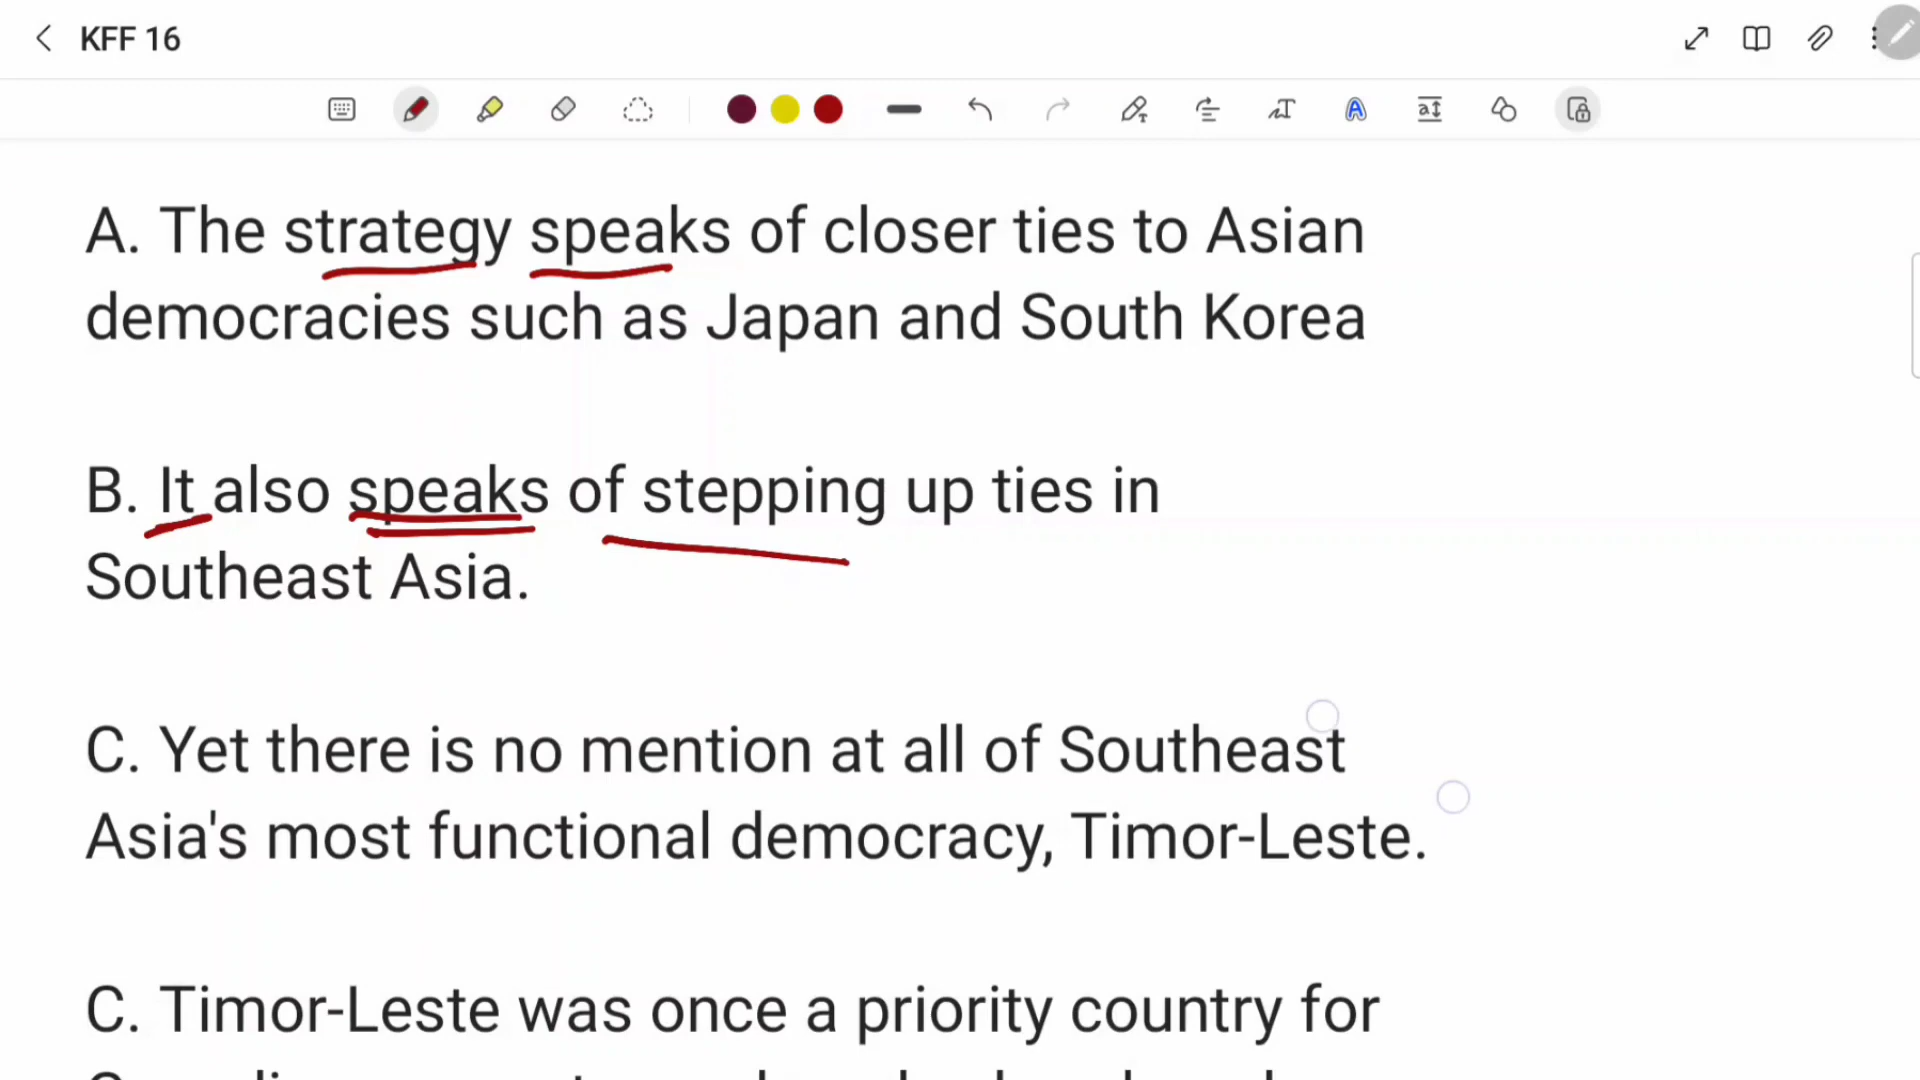 KFF 16
A. The strategy speaks of closer ties to Asian
democracies such as Japan and South Korea
B. It also speaks of stepping up ties in
Southeast Asia.
C. Yet there is no mention at all of Southeast
Asia's most functional democracy, Timor-Leste.
C. Timor-Leste was once a priority country for